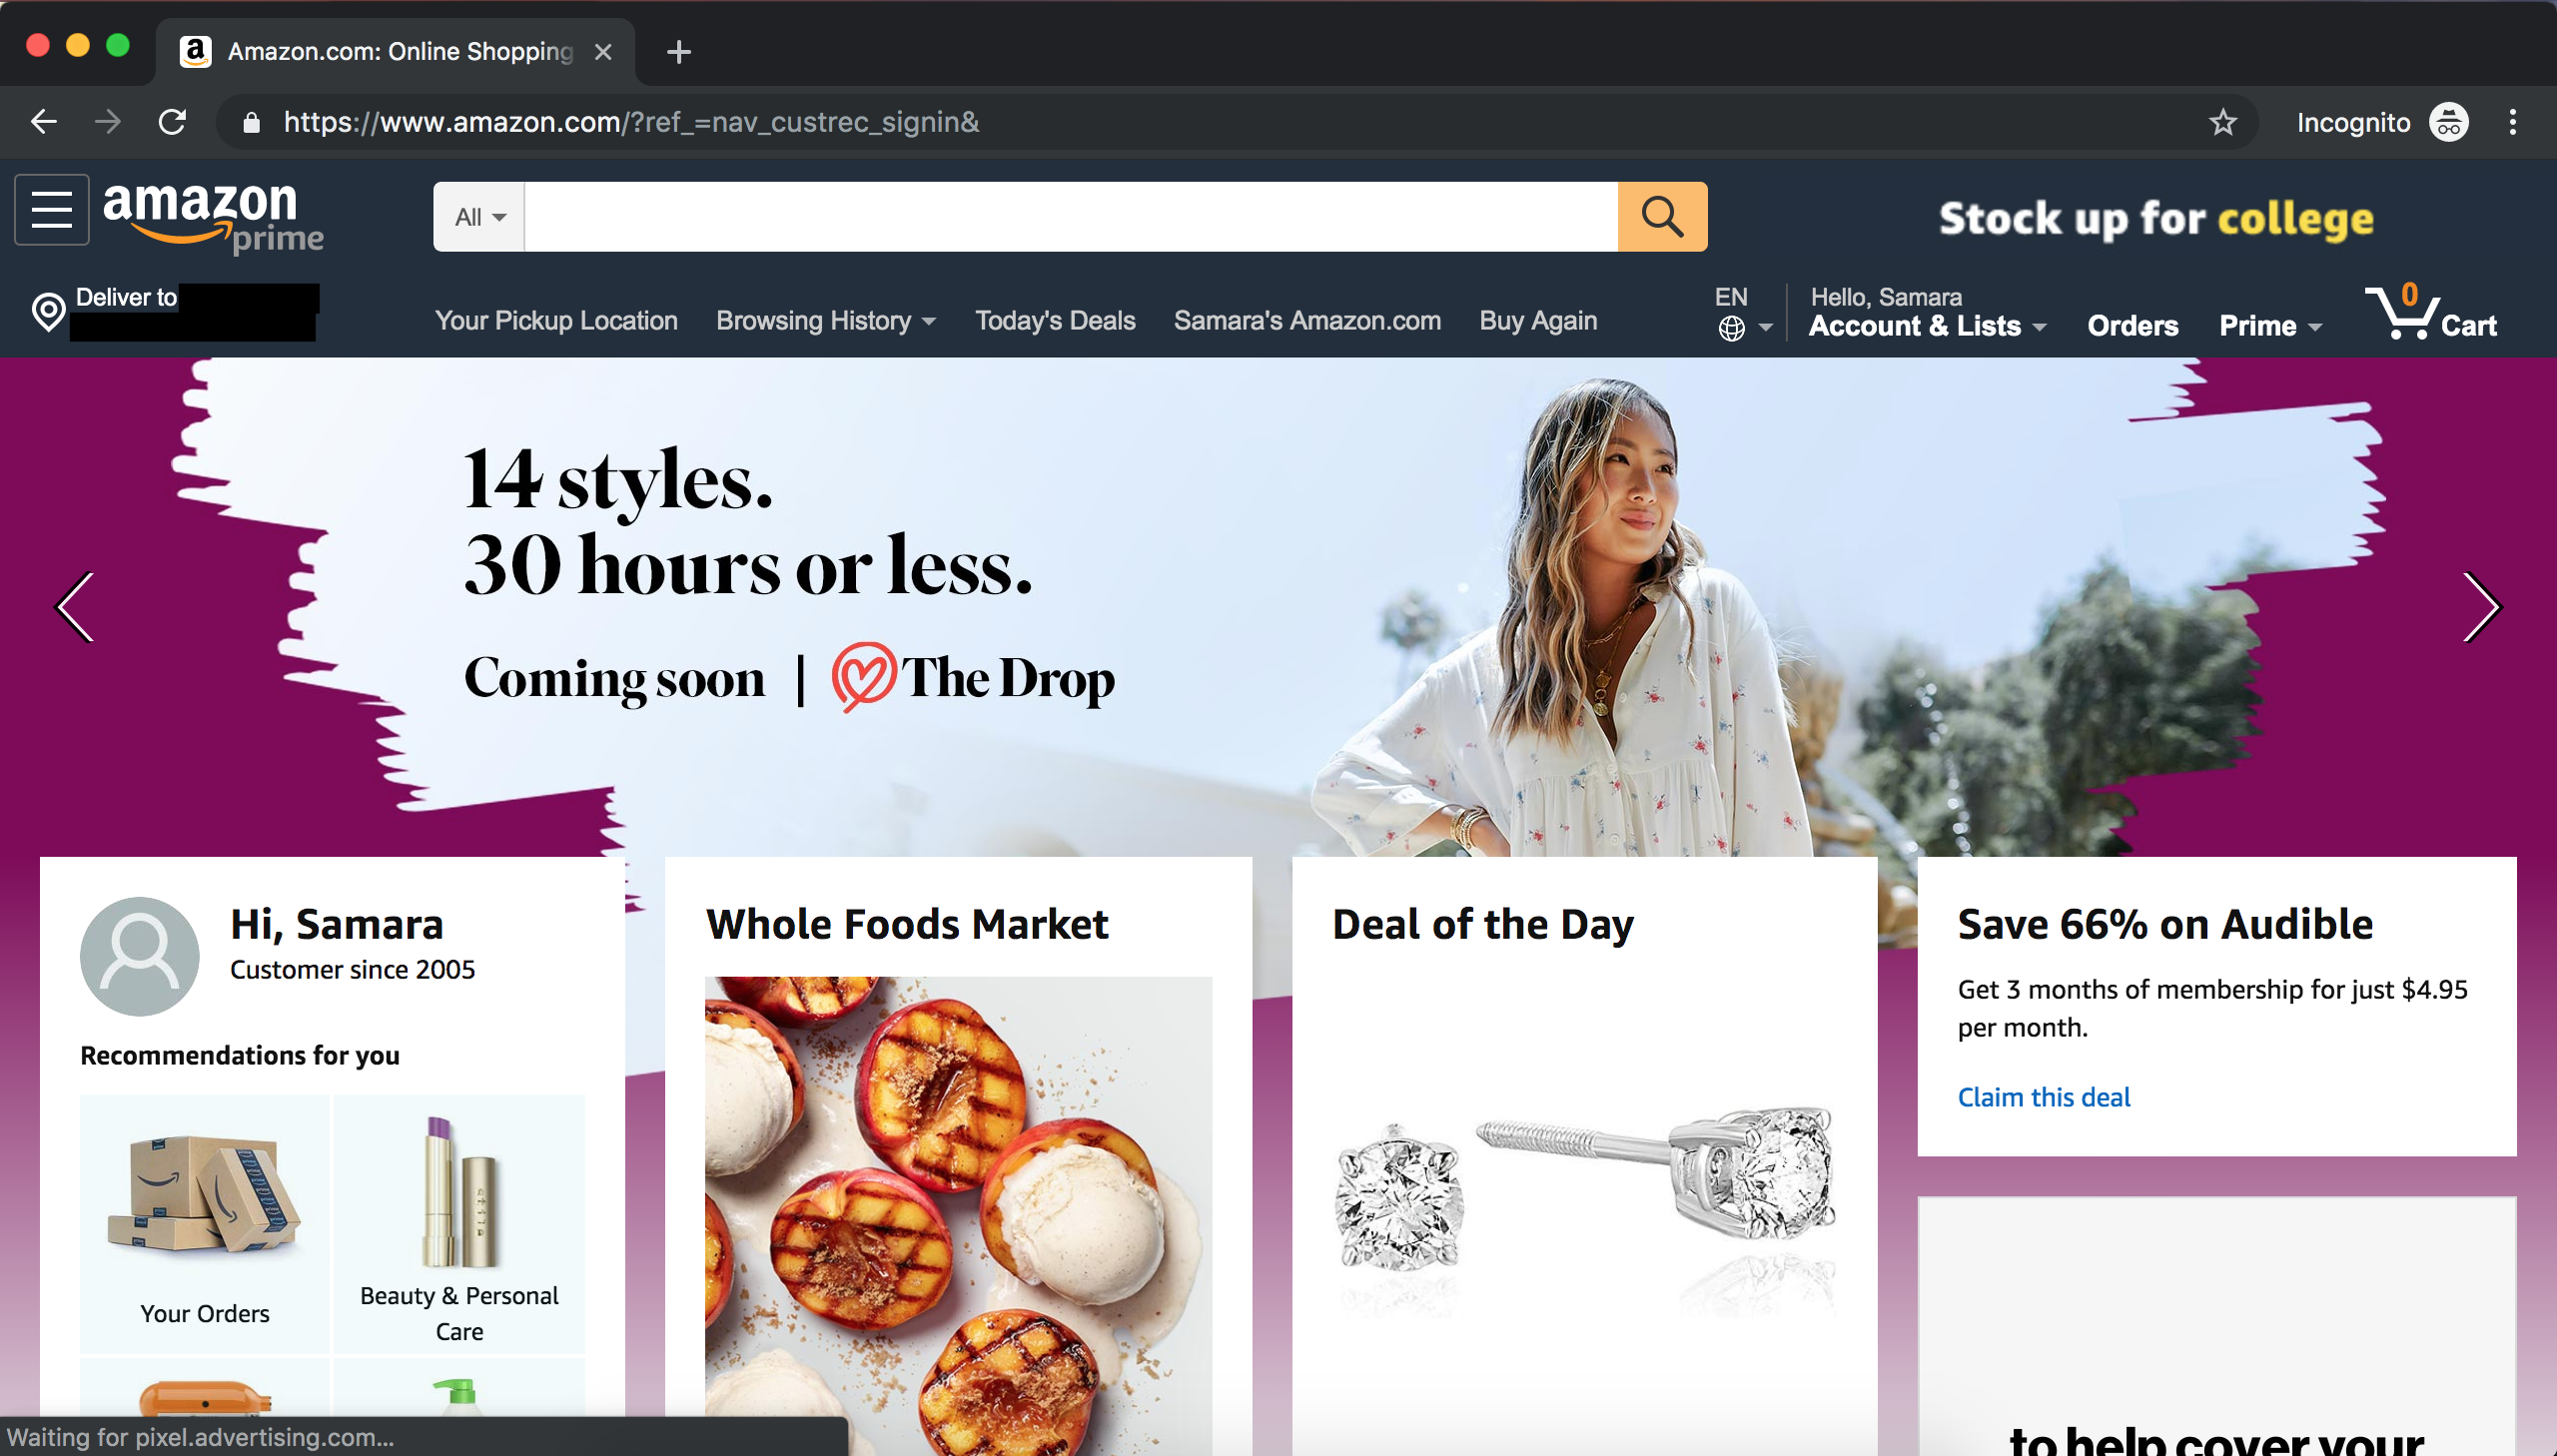 Amazon.com: Online Shopping
https://www.amazon.com/?ref_=nav_custrec_signin&
Incognito
amazon
prime
All
Stock up for college
Deliver to
Your Pickup Location
Browsing History
Today's Deals
Samara's Amazon.com
Buy Again
EN
Hello, Samara
Account & Lists
Orders
Prime
0
Cart
14 styles.
30 hours or less.
Coming soon | The Drop
Hi, Samara
Customer since 2005
Recommendations for you
Your Orders
Beauty & Personal
Care
Whole Foods Market
Deal of the Day
Save 66% on Audible
Get 3 months of membership for just $4.95
per month.
Claim this deal
to help cover your
Waiting for pixel.advertising.com...